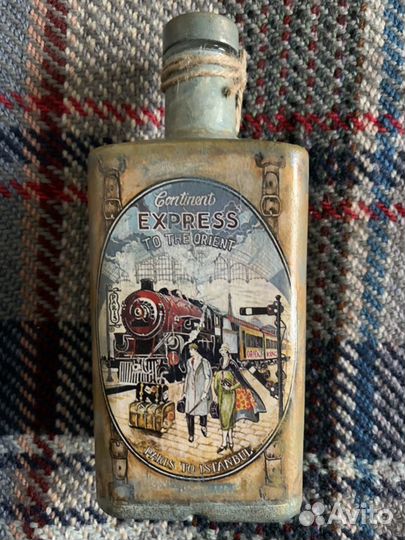 Continent
EXPRESS
TO THE ORIENT
PARIS TO ISTANBUL
Avito